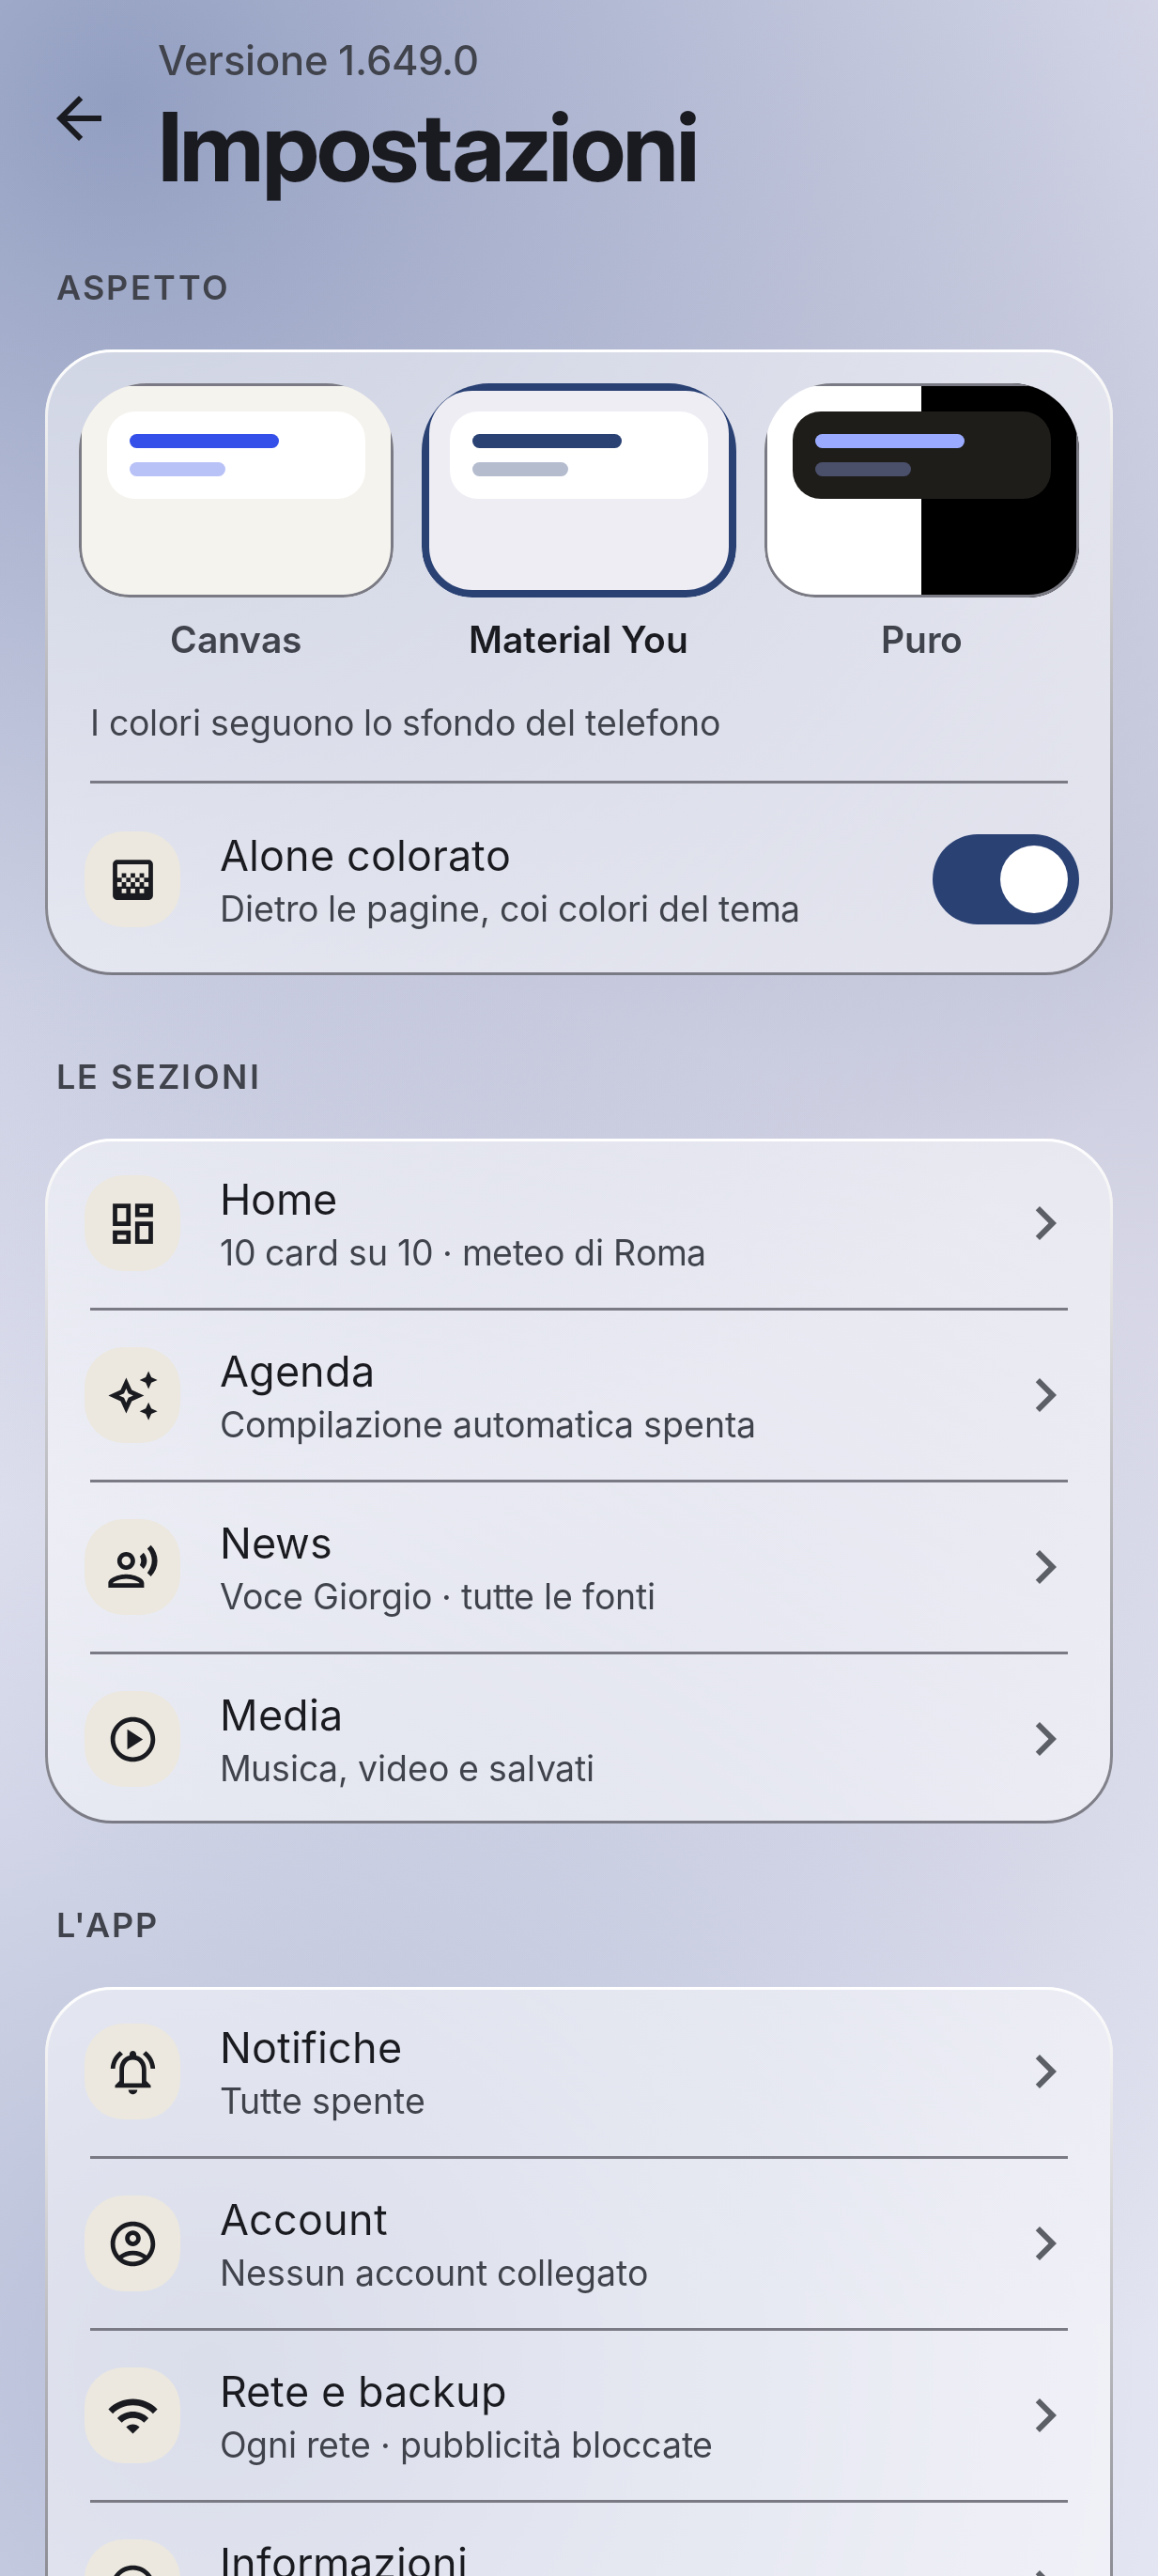 Versione 1.649.0
Impostazioni
ASPETTO
Canvas
Material You
Puro
I colori seguono lo sfondo del telefono
Alone colorato
Dietro le pagine, coi colori del tema
LE SEZIONI
Home
10 card su 10 · meteo di Roma
Agenda
Compilazione automatica spenta
News
Voce Giorgio · tutte le fonti
Media
Musica, video e salvati
L'APP
Notifiche
Tutte spente
Account
Nessun account collegato
Rete e backup
Ogni rete · pubblicità bloccate
Informazioni